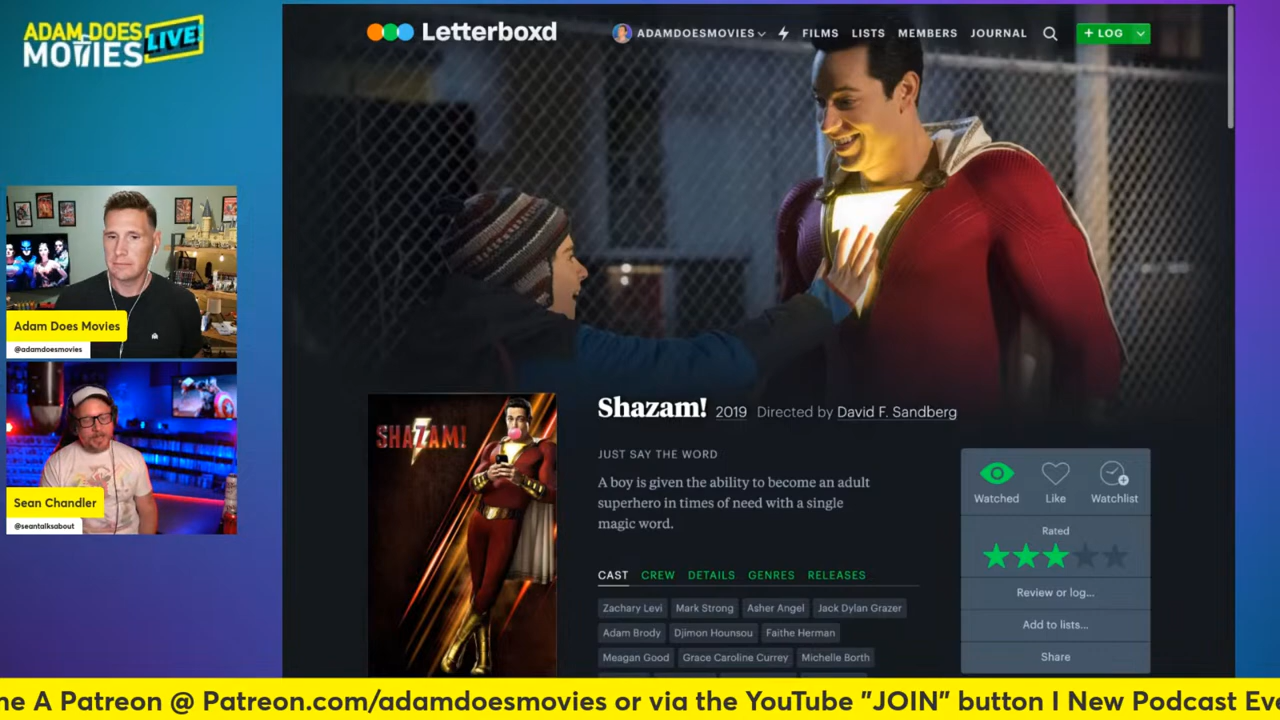 ADAM DOES
MOVIES LIVE!
Letterboxd
ADAMDOESMOVIES FILMS LISTS MEMBERS JOURNAL + LOG
Adam Does Movies
@adamdoesmovies
Sean Chandler
@seantalksabout
SHAZAM!
Shazam! 2019 Directed by David F. Sandberg
JUST SAY THE WORD
A boy is given the ability to become an adult
superhero in times of need with a single
magic word.
CAST CREW DETAILS GENRES RELEASES
Zachary Levi Mark Strong Asher Angel Jack Dylan Grazer
Adam Brody Djimon Hounsou Faithe Herman
Meagan Good Grace Caroline Currey Michelle Borth
Watched Like Watchlist
Rated
Review or log...
Add to lists...
Share
me A Patreon @ Patreon.com/adamdoesmovies or via the YouTube "JOIN" button I New Podcast Eve